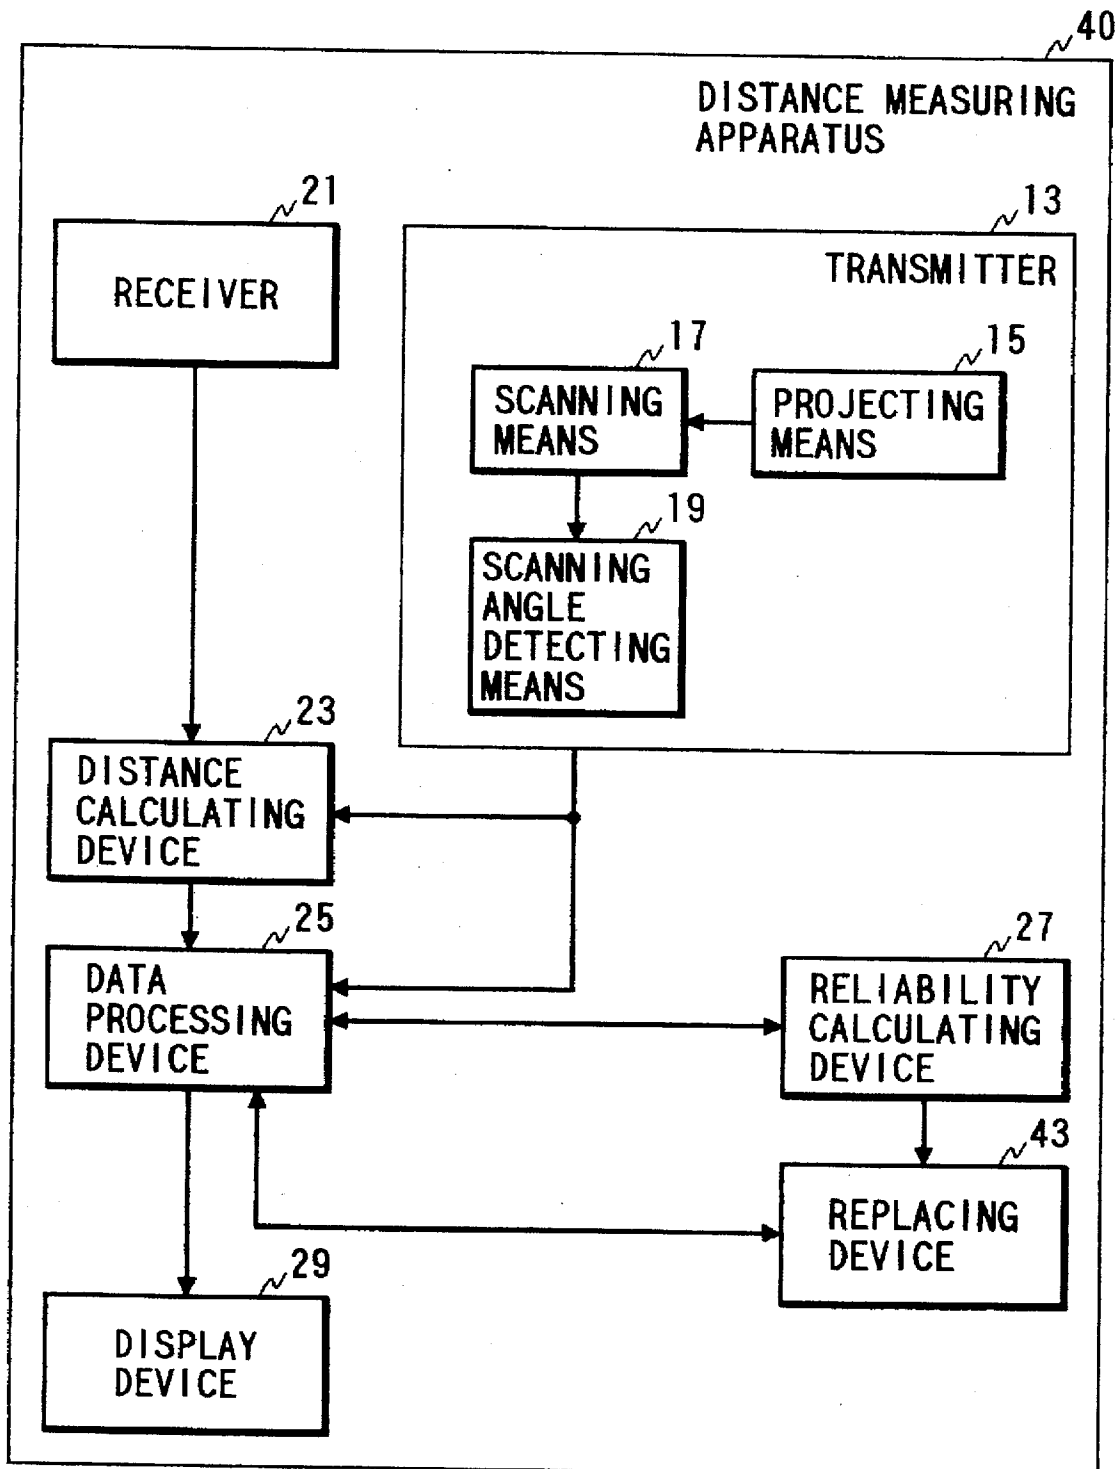 40
DISTANCE MEASURING
APPARATUS
21
RECEIVER
13
TRANSMITTER
17
SCANNING
MEANS
15
PROJECTING
MEANS
19
SCANNING
ANGLE
DETECTING
MEANS
23
DISTANCE
CALCULATING
DEVICE
25
DATA
PROCESSING
DEVICE
27
RELIABILITY
CALCULATING
DEVICE
43
REPLACING
DEVICE
29
DISPLAY
DEVICE